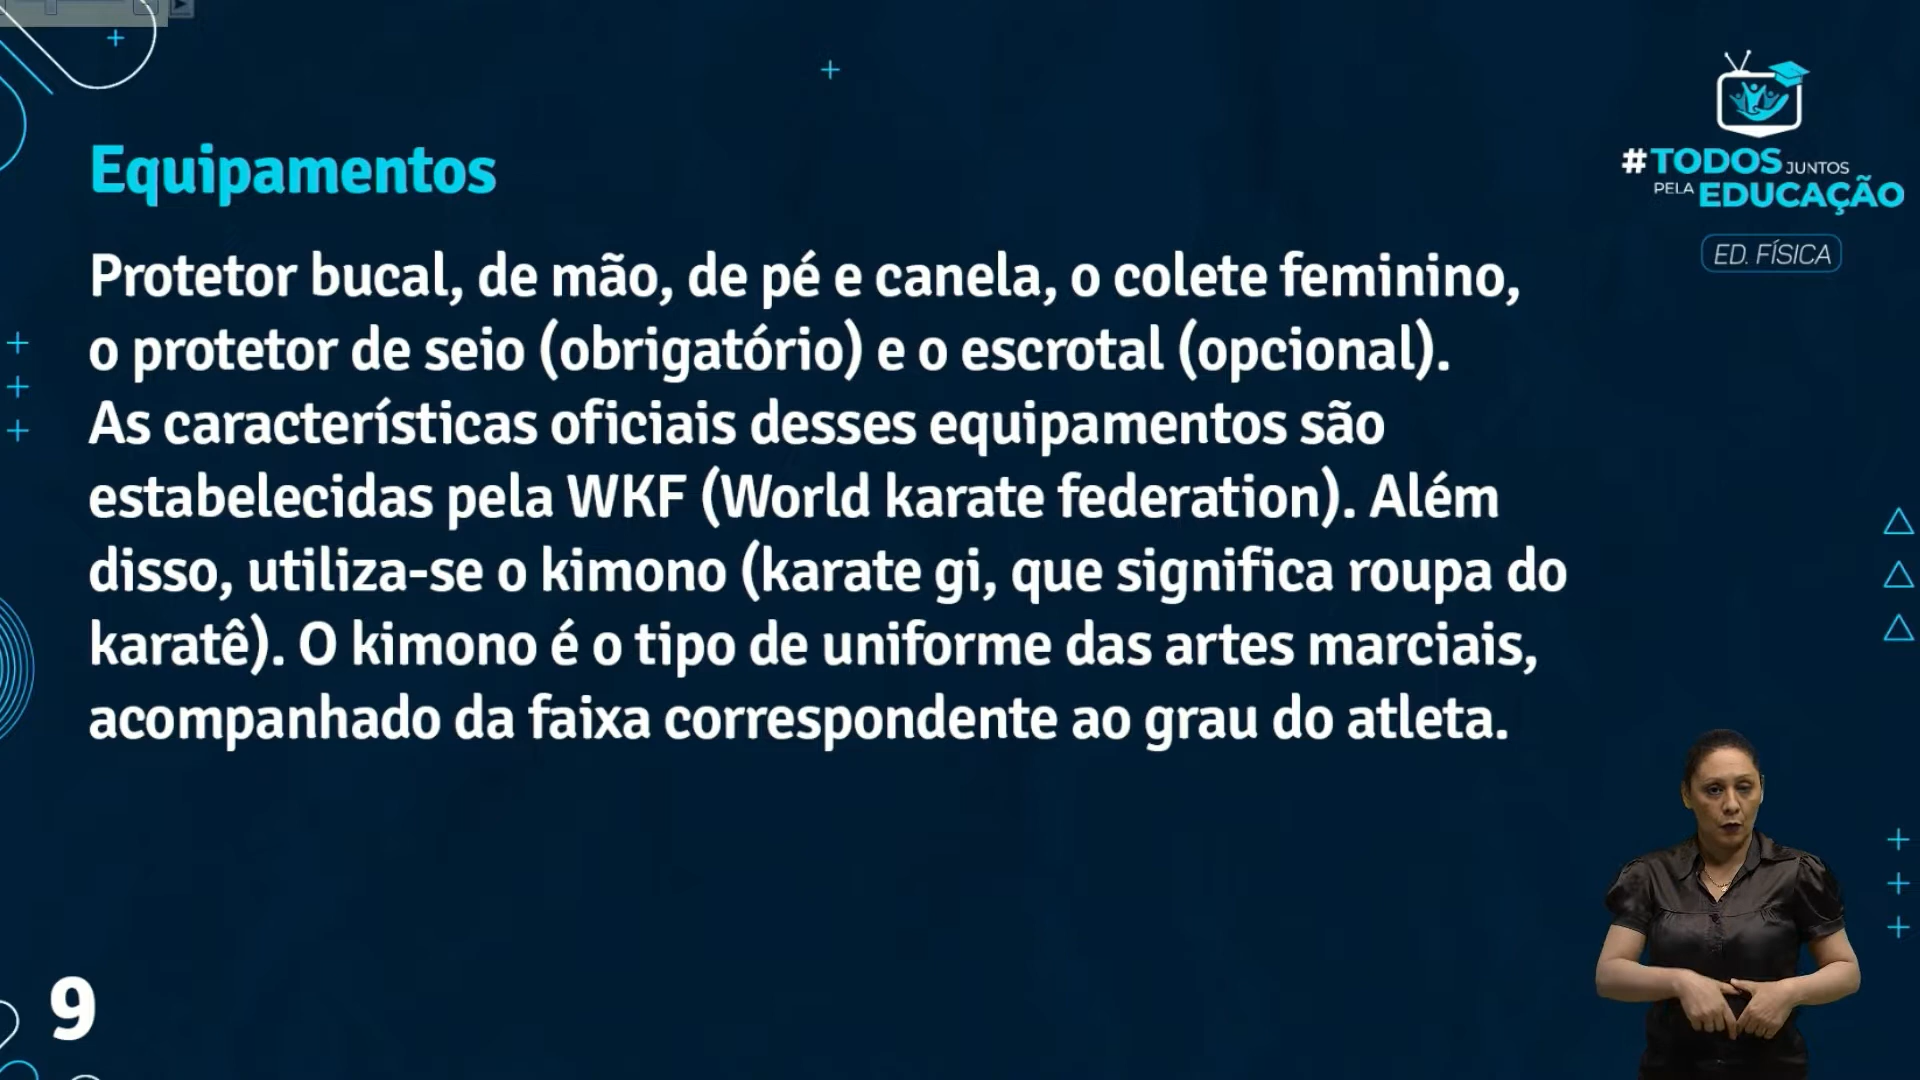 #TODOS JUNTOS
PELA EDUCAÇÃO
ED. FÍSICA
Equipamentos
Protetor bucal, de mão, de pé e canela, o colete feminino,
o protetor de seio (obrigatório) e o escrotal (opcional).
As características oficiais desses equipamentos são
estabelecidas pela WKF (World karate federation). Além
disso, utiliza-se o kimono (karate gi, que significa roupa do
karatê). O kimono é o tipo de uniforme das artes marciais,
acompanhado da faixa correspondente ao grau do atleta.
9